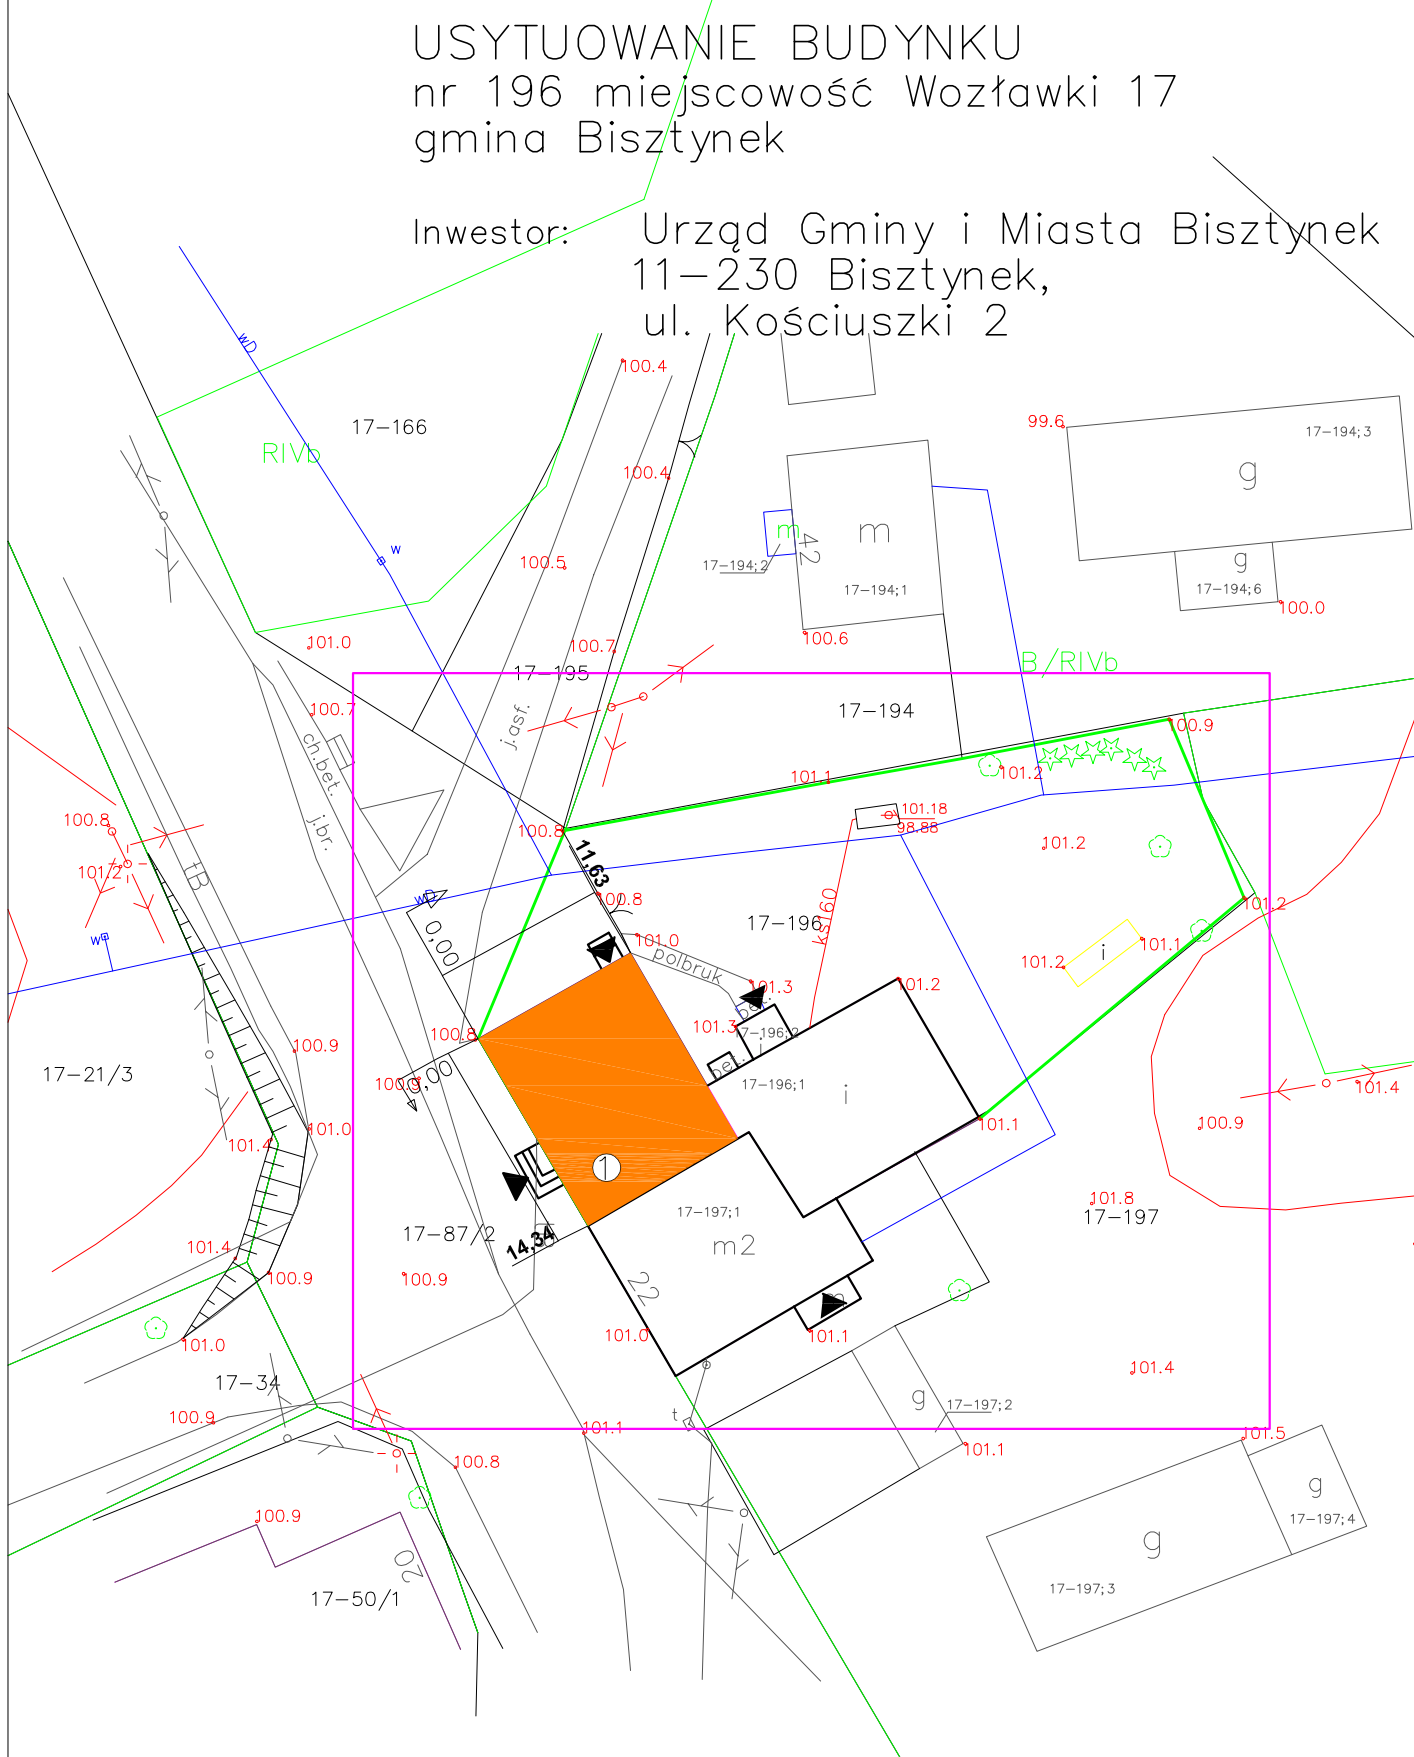 USYTUOWANIE BUDYNKU
nr 196 miejscowość Wozławki 17
gmina Bisztynek
Inwestor: Urząd Gminy i Miasta Bisztynek
11-230 Bisztynek,
ul. Kościuszki 2
wD
100.4
17-166
99.6
17-194;3
RIVb
g
100.4
m
m
42
w
100.5
17-194;2
17-194;1
g
17-194;6
100.0
101.0
100.7
100.6
B/RIVb
17-195
100.7
j.asf.
17-194
100.9
ch.bet.
101.2
101.1
100.8
j.br.
100.8
101.18
98.88
101.2
101.2
tB
11,63
100.8
wD
0,00
17-196
ks160
101.2
w
101.0
polbruk
101.1
i
101.2
101.3
101.2
bet.
100.8
101.3
17-196;2
i
100.9
17-21/3
100.9
0,00
bet.
17-196;1
i
101.4
101.0
101.4
101.1
100.9
1
101.8
17-197
17-87/2
14,34
17-197;1
m2
101.4
100.9
100.9
22
101.0
101.0
101.1
17-34
101.4
g
17-197;2
100.9
t
101.1
101.5
101.1
100.8
g
17-197;4
100.9
g
20
17-197;3
17-50/1